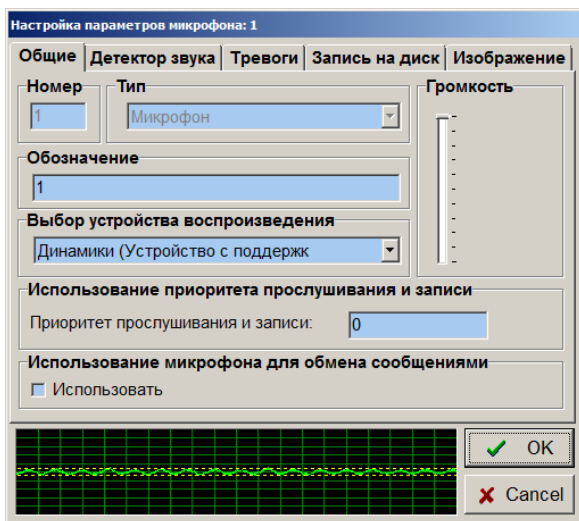 Настройка параметров микрофона: 1
Общие Детектор звука Тревоги Запись на диск Изображение
Номер Тип Громкость
1 Микрофон
Обозначение
1
Выбор устройства воспроизведения
Динамики (Устройство с поддержк
Использование приоритета прослушивания и записи
Приоритет прослушивания и записи: 0
Использование микрофона для обмена сообщениями
Использовать
OK
Cancel